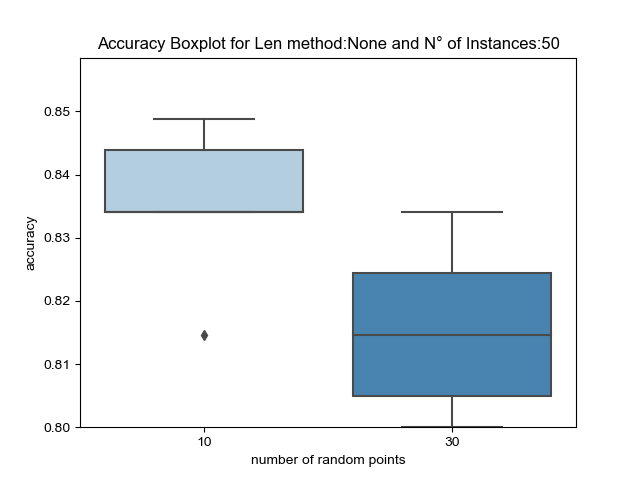 Accuracy Boxplot for Len method:None and N° of Instances:50
0.85
0.84
0.83
0.82
0.81
0.80
accuracy
10
30
number of random points